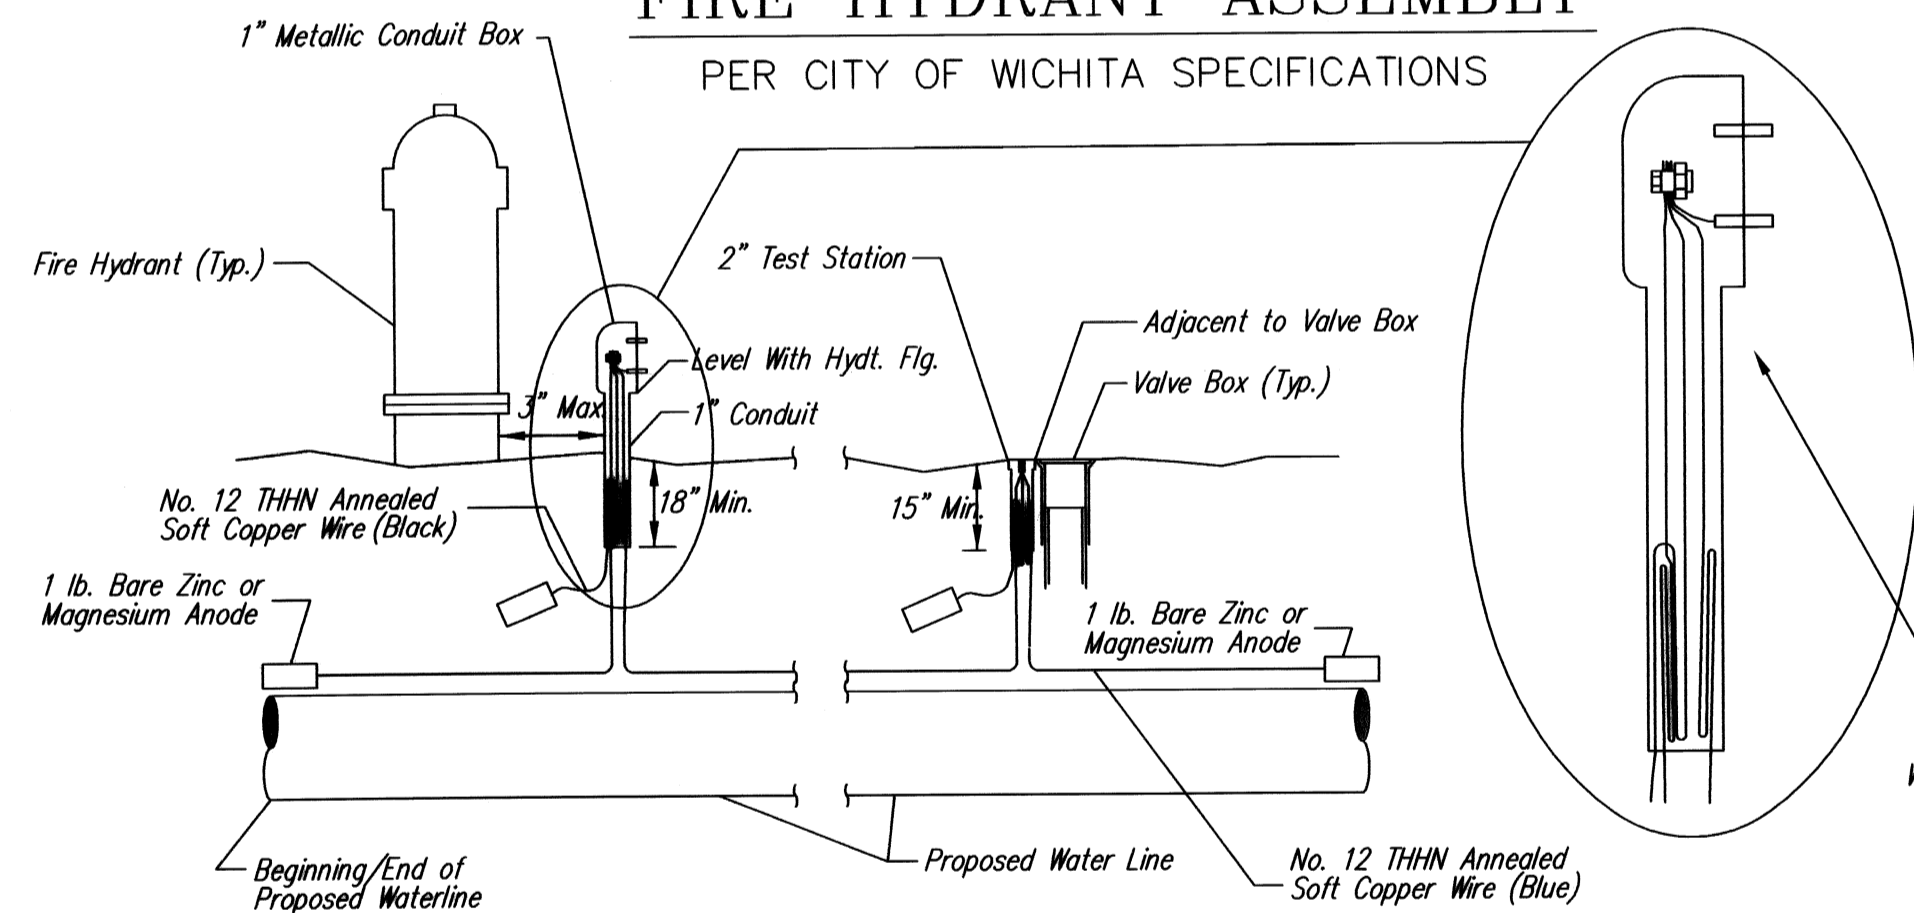 FIRE HYDRANT ASSEMBLY
PER CITY OF WICHITA SPECIFICATIONS
1" Metallic Conduit Box
Fire Hydrant (Typ.)
2" Test Station
Adjacent to Valve Box
Level With Hydt. Flg.
Valve Box (Typ.)
3" Max
1" Conduit
No. 12 THHN Annealed
Soft Copper Wire (Black)
18" Min.
15" Min.
1 lb. Bare Zinc or
Magnesium Anode
1 lb. Bare Zinc or
Magnesium Anode
Beginning/End of
Proposed Waterline
Proposed Water Line
No. 12 THHN Annealed
Soft Copper Wire (Blue)